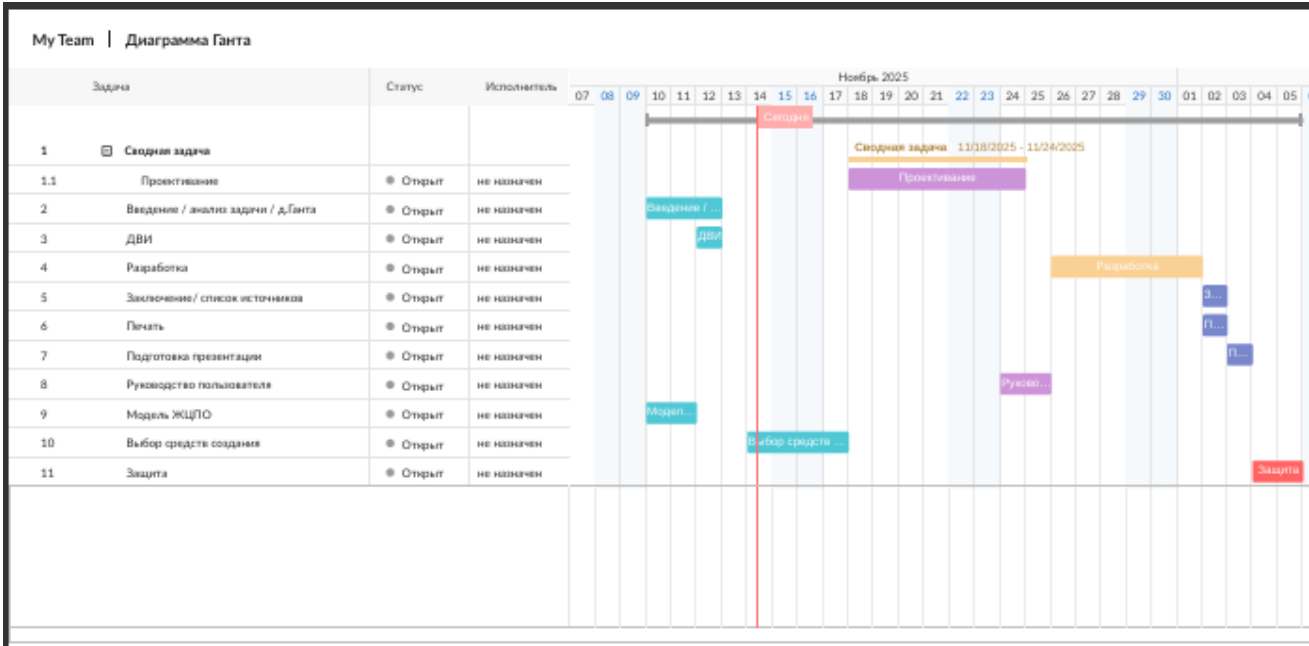 My Team | Диаграмма Ганта
Задача Статус Исполнитель Ноябрь 2025
07 08 09 10 11 12 13 14 15 16 17 18 19 20 21 22 23 24 25 26 27 28 29 30 01 02 03 04 05
Сегодня
1 Сводная задача Сводная задача 11/18/2025 - 11/24/2025
1.1 Проективание Открыт не назначен Проективание
2 Введение / анализ задачи / д.Ганта Открыт не назначен Введение / ...
3 ДВИ Открыт не назначен ДВИ
4 Разработка Открыт не назначен Разработка
5 Заключение/ список источников Открыт не назначен З...
6 Печать Открыт не назначен П...
7 Подготовка презентации Открыт не назначен П...
8 Руководство пользователя Открыт не назначен Руково...
9 Модель ЖЦПО Открыт не назначен Модел...
10 Выбор средств создания Открыт не назначен Выбор средств ...
11 Защита Открыт не назначен Защита